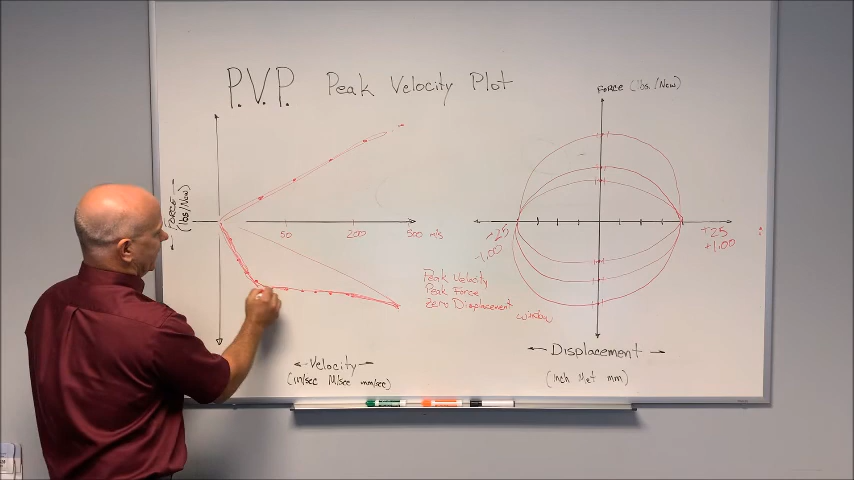 P.V.P. Peak Velocity Plot
FORCE
(lbs/New)
50 200 500 m/s
Peak Velocity
Peak Force
Zero Displacement
window
Velocity
(in/sec M/sec mm/sec)
FORCE (lbs./New)
+25
-1.00
+25
+1.00
Displacement
(inch Met mm)